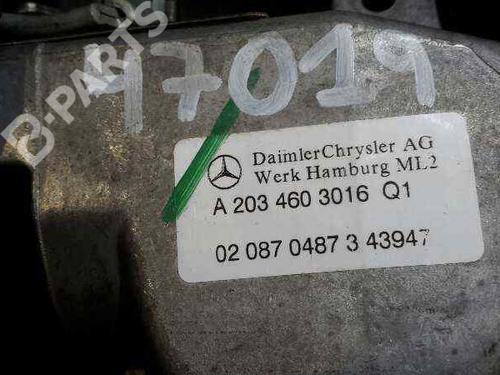 B-PARTS
17019
DaimlerChrysler AG
Werk Hamburg ML2
A 203 460 3016 Q1
02 087 0487 3 43947